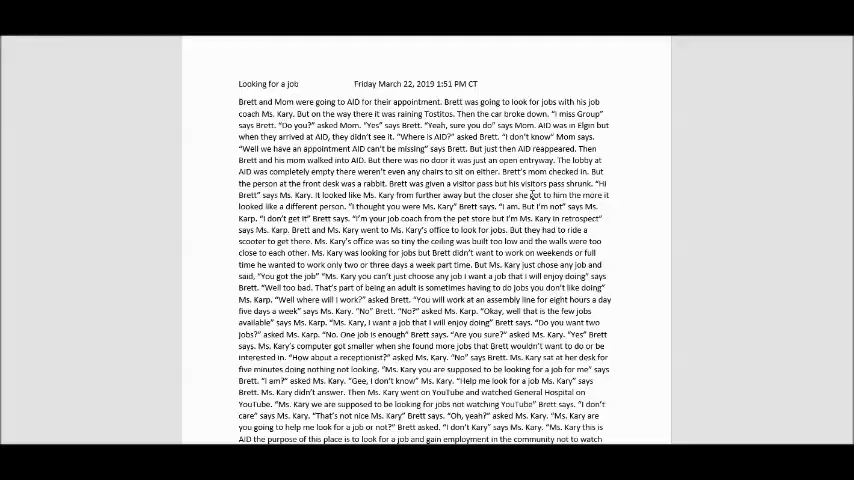 Looking for a job Friday March 22, 2019 1:51 PM CT
Brett and Mom were going to AID for their appointment. Brett was going to look for jobs with his job
coach Ms. Kary. But on the way there it was raining Tostitos. Then the car broke down. “I miss Group”
says Brett. “Do you?” asked Mom. “Yes” says Brett. “Yeah, sure you do” says Mom. AID was in Elgin but
when they arrived at AID, they didn’t see it. “Where is AID?” asked Brett. “I don’t know” Mom says.
“Well we have an appointment AID can’t be missing” says Brett. But just then AID reappeared. Then
Brett and his mom walked into AID. But there was no door it was just an open entryway. The lobby at
AID was completely empty there weren’t even any chairs to sit on either. Brett’s mom checked in. But
the person at the front desk was a rabbit. Brett was given a visitor pass but his visitors pass shrunk. “Hi
Brett” says Ms. Kary. It looked like Ms. Kary from further away but the closer she got to him the more it
looked like a different person. “I thought you were Ms. Kary” Brett says. “I am. But I’m not” says Ms.
Karp. “I don’t get it” Brett says. “I’m your job coach from the pet store but I’m Ms. Kary in retrospect”
says Ms. Karp. Brett and Ms. Kary went to Ms. Kary’s office to look for jobs. But they had to ride a
scooter to get there. Ms. Kary’s office was so tiny the ceiling was built too low and the walls were too
close to each other. Ms. Kary was looking for jobs but Brett didn’t want to work on weekends or full
time he wanted to work only two or three days a week part time. But Ms. Kary just chose any job and
said, “You got the job” “Ms. Kary you can’t just choose any job I want a job that I will enjoy doing” says
Brett. “Well too bad. That’s part of being an adult is sometimes having to do jobs you don’t like doing”
Ms. Karp. “Well where will I work?” asked Brett. “You will work at an assembly line for eight hours a day
five days a week” says Ms. Kary. “No” Brett. “No?” asked Ms. Karp. “Okay, well that is the few jobs
available” says Ms. Karp. “Ms. Kary, I want a job that I will enjoy doing” Brett says. “Do you want two
jobs?” asked Ms. Karp. “No. One job is enough” Brett says. “Are you sure?” asked Ms. Kary. “Yes” Brett
says. Ms, Kary’s computer got smaller when she found more jobs that Brett wouldn’t want to do or be
interested in. “How about a receptionist?” asked Ms. Kary. “No” says Brett. Ms. Kary sat at her desk for
five minutes doing nothing not looking. “Ms. Kary you are supposed to be looking for a job for me” says
Brett. “I am?” asked Ms. Kary. “Gee, I don’t know” Ms. Kary. “Help me look for a job Ms. Kary” says
Brett. Ms. Kary didn’t answer. Then Ms. Kary went on YouTube and watched General Hospital on
YouTube. “Ms. Kary we are supposed to be looking for jobs not watching YouTube” Brett says. “I don’t
care” says Ms. Kary. “That’s not nice Ms. Kary” Brett says. “Oh, yeah?” asked Ms. Kary. “Ms. Kary are
you going to help me look for a job or not?” Brett asked. “I don’t Kary” says Ms. Kary. “Ms. Kary this is
AID the purpose of this place is to look for a job and gain employment in the community not to watch